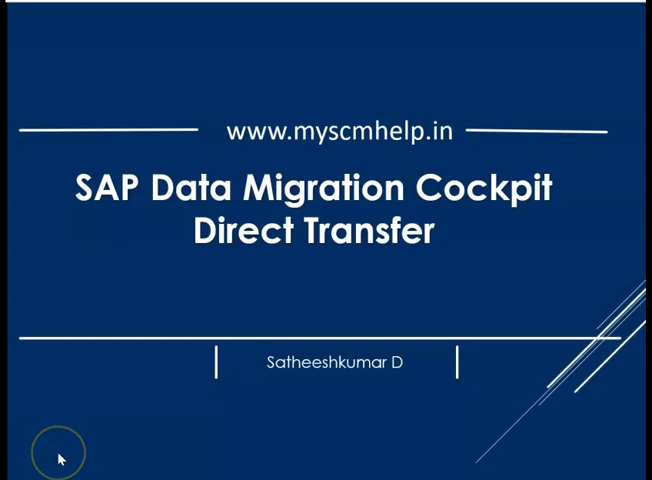 www.myscmhelp.in
SAP Data Migration Cockpit
Direct Transfer
Satheeshkumar D